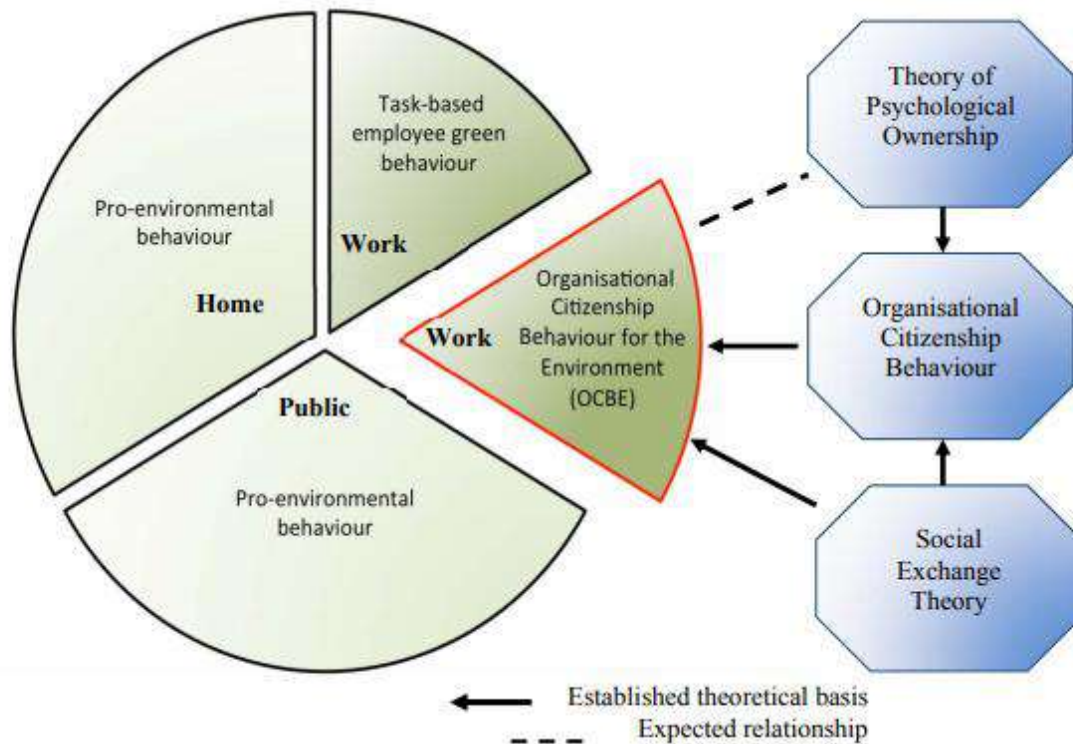 Task-based
employee green
behaviour
Work
Pro-environmental
behaviour
Home
Work
Organisational
Citizenship
Behaviour for the
Environment
(OCBE)
Public
Pro-environmental
behaviour
Theory of
Psychological
Ownership
Organisational
Citizenship
Behaviour
Social
Exchange
Theory
Established theoretical basis
Expected relationship